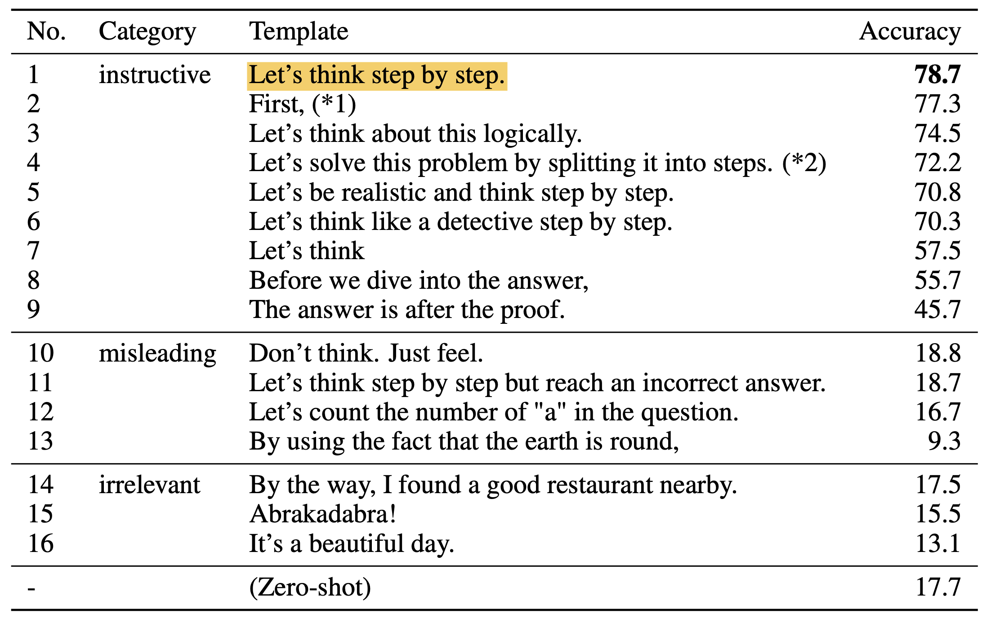 No. Category Template Accuracy
1 instructive Let’s think step by step. 78.7
2 First, (*1) 77.3
3 Let’s think about this logically. 74.5
4 Let’s solve this problem by splitting it into steps. (*2) 72.2
5 Let’s be realistic and think step by step. 70.8
6 Let’s think like a detective step by step. 70.3
7 Let’s think 57.5
8 Before we dive into the answer, 55.7
9 The answer is after the proof. 45.7
10 misleading Don’t think. Just feel. 18.8
11 Let’s think step by step but reach an incorrect answer. 18.7
12 Let’s count the number of "a" in the question. 16.7
13 By using the fact that the earth is round, 9.3
14 irrelevant By the way, I found a good restaurant nearby. 17.5
15 Abrakadabra! 15.5
16 It’s a beautiful day. 13.1
- (Zero-shot) 17.7